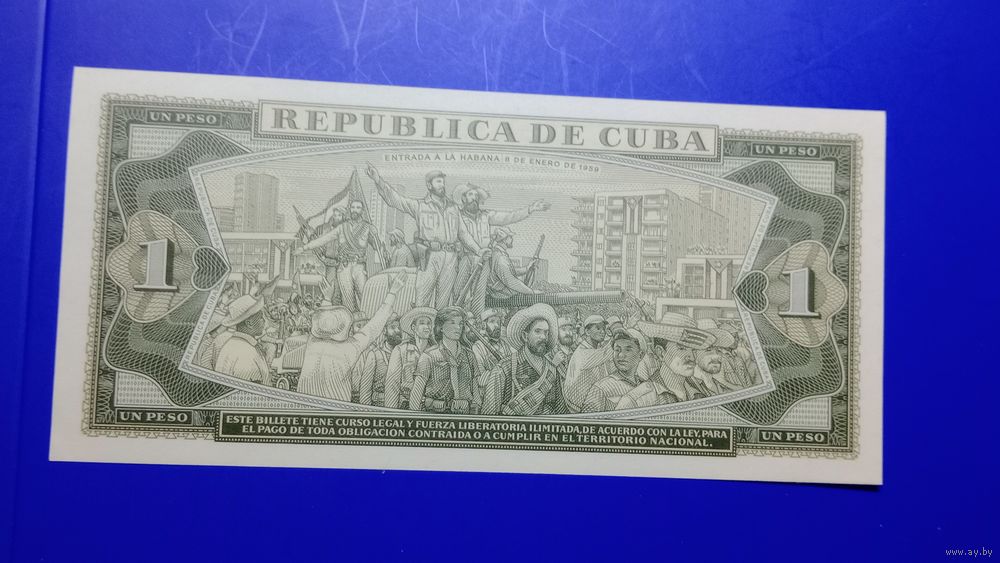 REPUBLICA DE CUBA
UN PESO
UN PESO
ENTRADA A LA HABANA 8 DE ENERO DE 1959
1
1
UN PESO
UN PESO
ESTE BILLETE TIENE CURSO LEGAL Y FUERZA LIBERATORIA ILIMITADA, DE ACUERDO CON LA LEY, PARA
EL PAGO DE TODA OBLIGACION CONTRAIDA O A CUMPLIR EN EL TERRITORIO NACIONAL.
www.ay.by